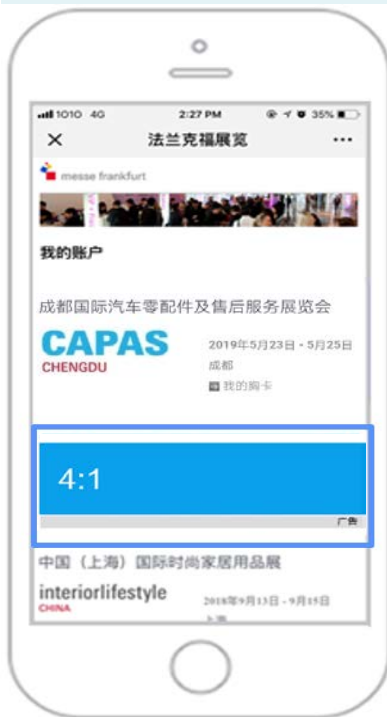 1010 4G 2:27 PM 35%
法兰克福展览
messe frankfurt
我的账户
成都国际汽车零配件及售后服务展览会
CAPAS
CHENGDU
2019年5月23日 - 5月25日
成都
我的胸卡
4:1
广告
中国（上海）国际时尚家居用品展
interiorlifestyle
CHINA
2018年9月13日 - 9月15日
上海